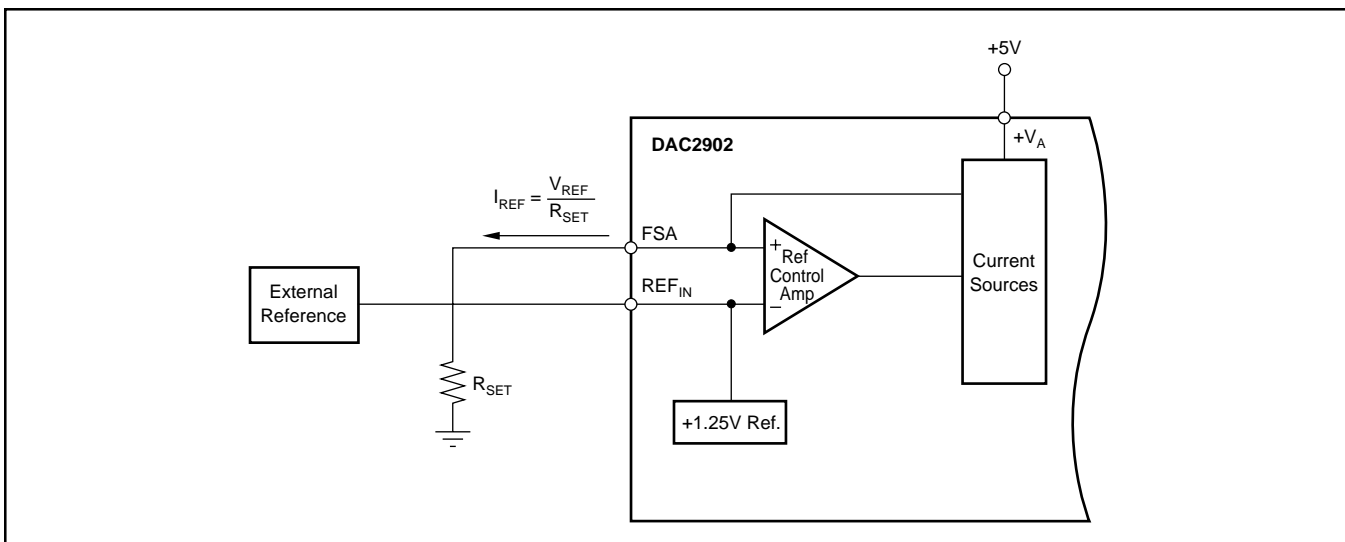 +5V
+V_A
DAC2902
I_REF = V_REF / R_SET
FSA
+
Ref
Control
Amp
−
Current
Sources
REF_IN
External
Reference
R_SET
+1.25V Ref.